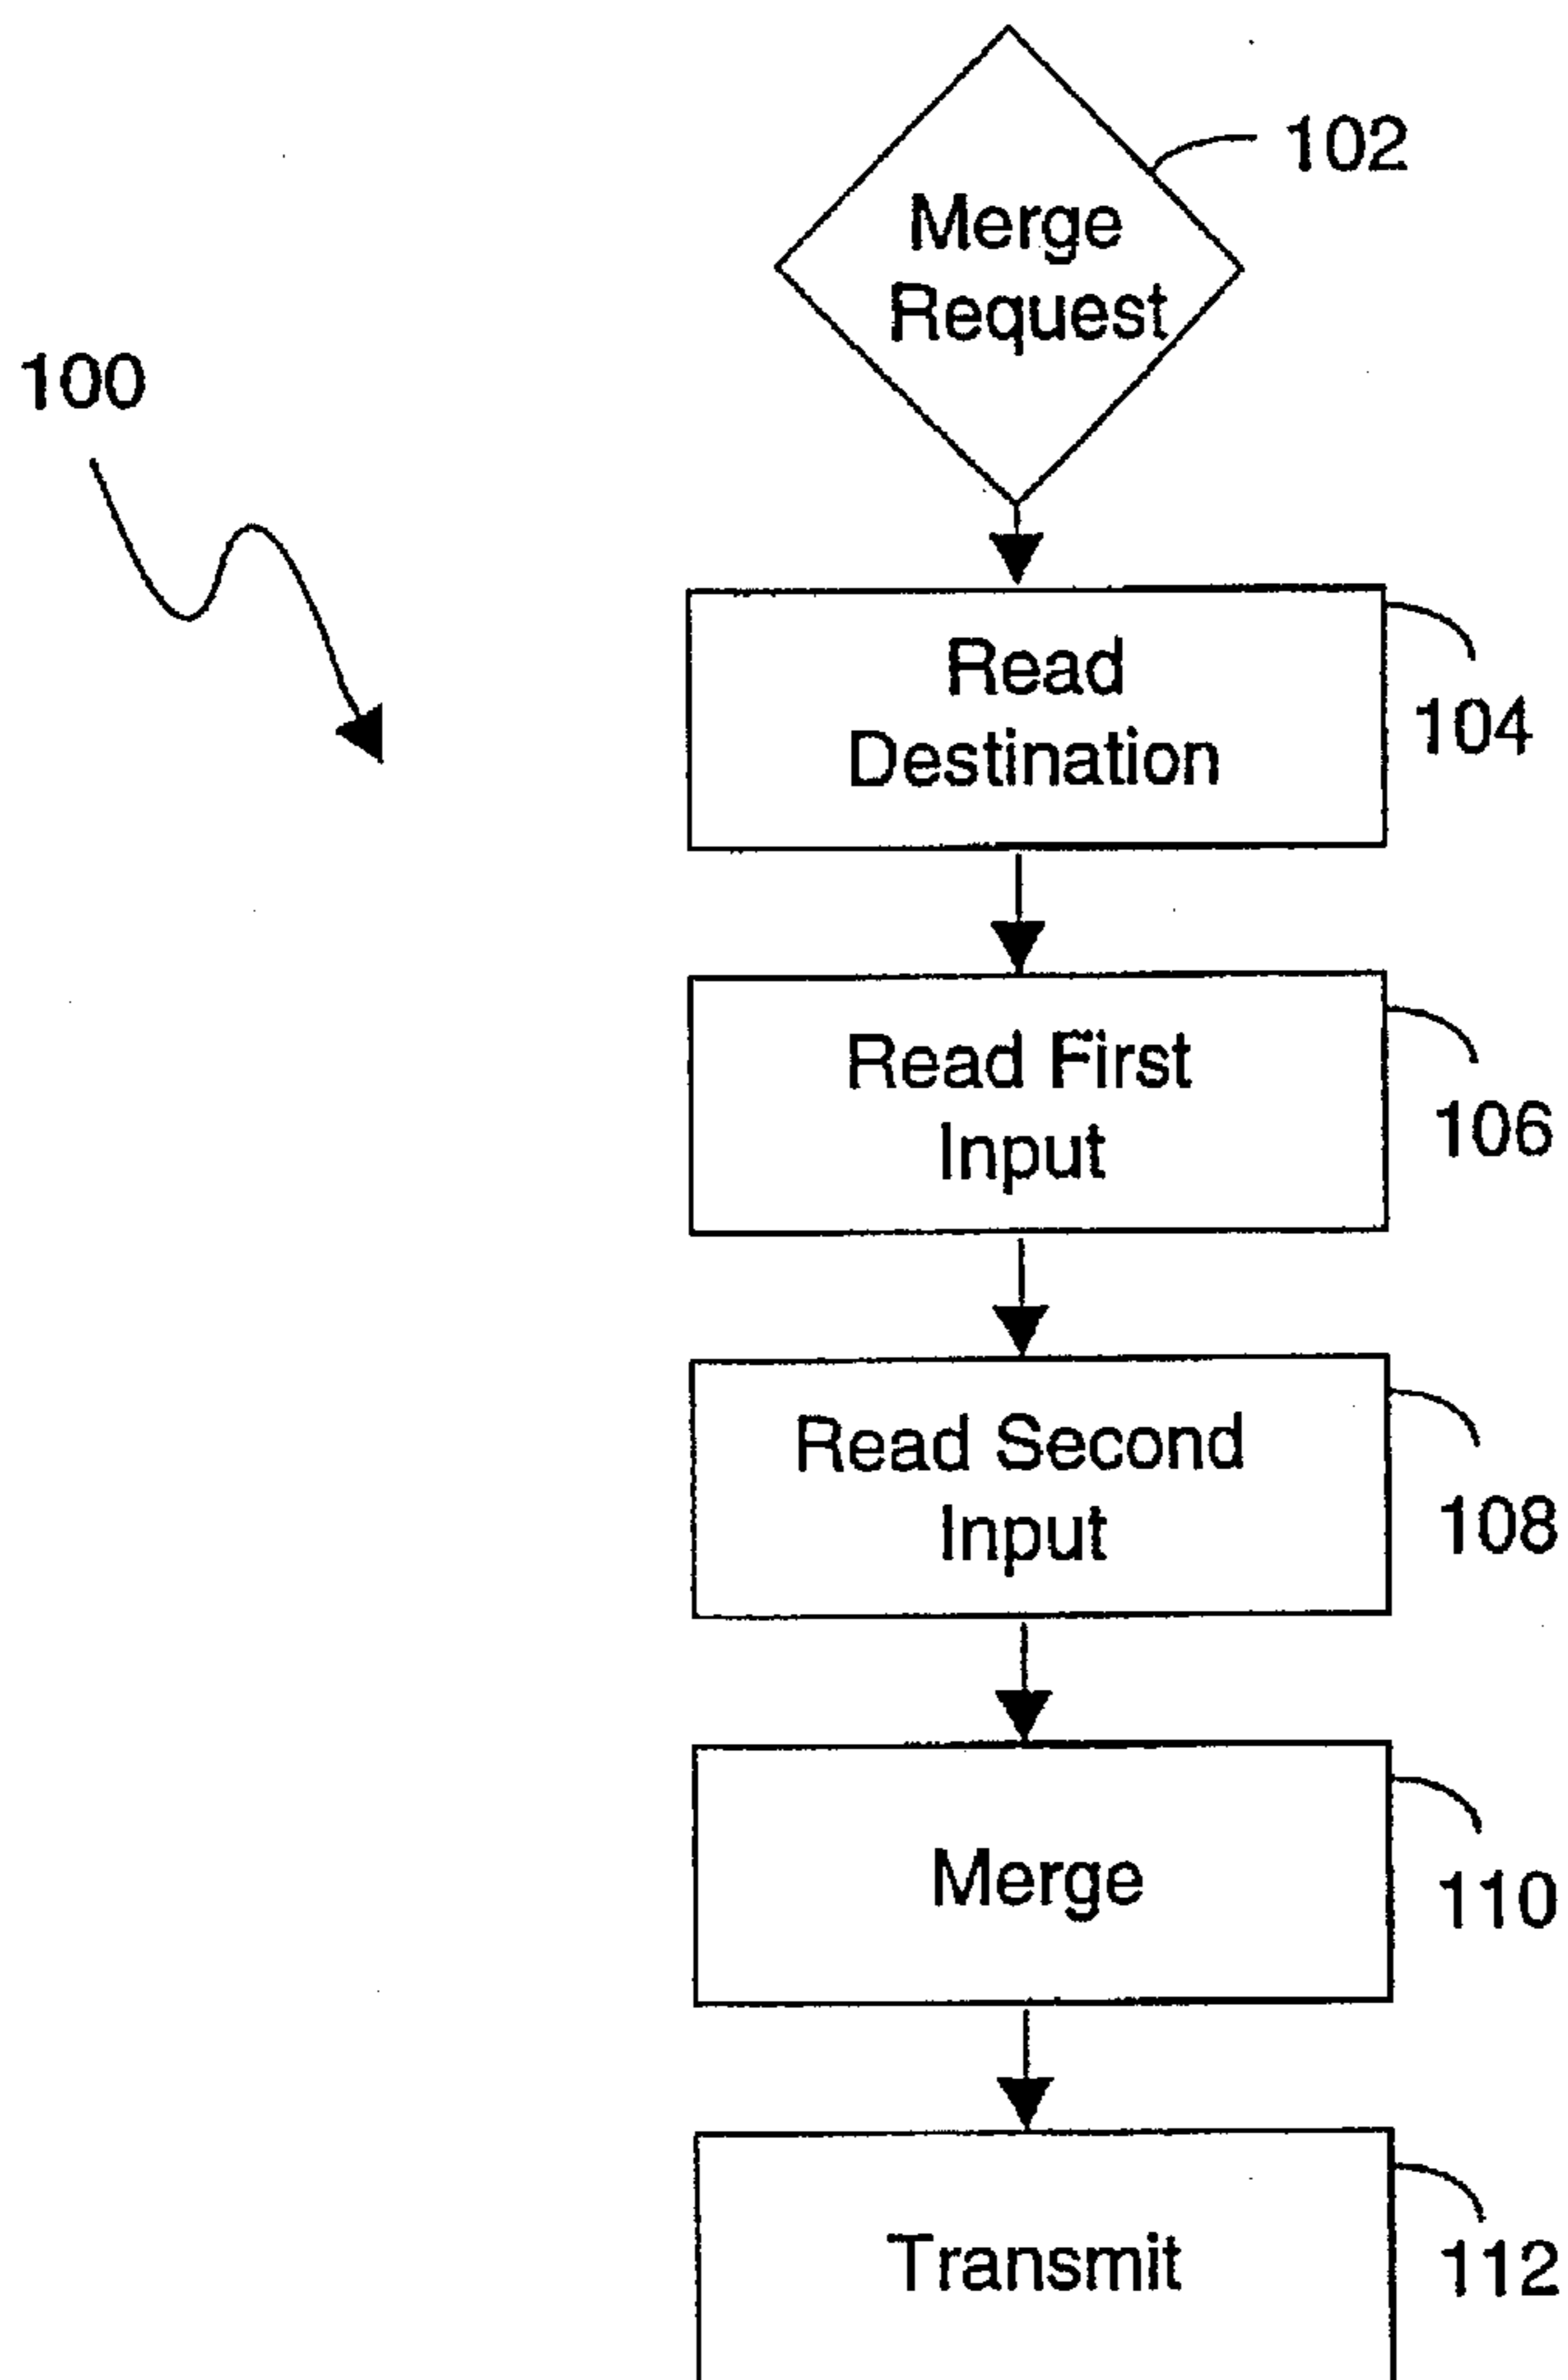 102
Merge
Request
100
Read
Destination
104
Read First
Input
106
Read Second
Input
108
Merge
110
Transmit
112